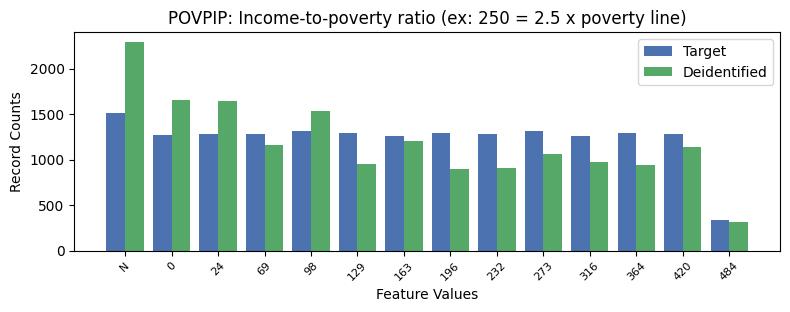 POVPIP: Income-to-poverty ratio (ex: 250 = 2.5 x poverty line)
Target
Deidentified
Record Counts
2000
1500
1000
500
0
N 0 24 69 98 129 163 196 232 273 316 364 420 484
Feature Values